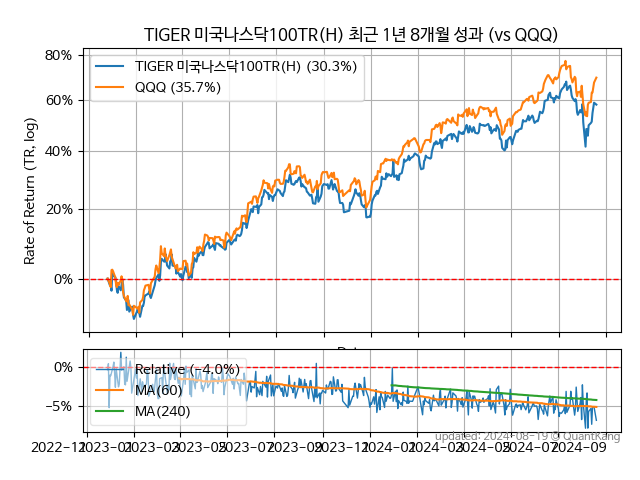 TIGER 미국나스닥100TR(H) 최근 1년 8개월 성과 (vs QQQ)
80%
60%
40%
20%
0%
Rate of Return (TR, log)
TIGER 미국나스닥100TR(H) (30.3%)
QQQ (35.7%)
0%
−5%
Relative (−4.0%)
MA(60)
MA(240)
2022-11
2023-01
2023-03
2023-05
2023-07
2023-09
2023-11
2024-01
2024-03
2024-05
2024-07
2024-09
updated: 2024-08-19 © QuantKang